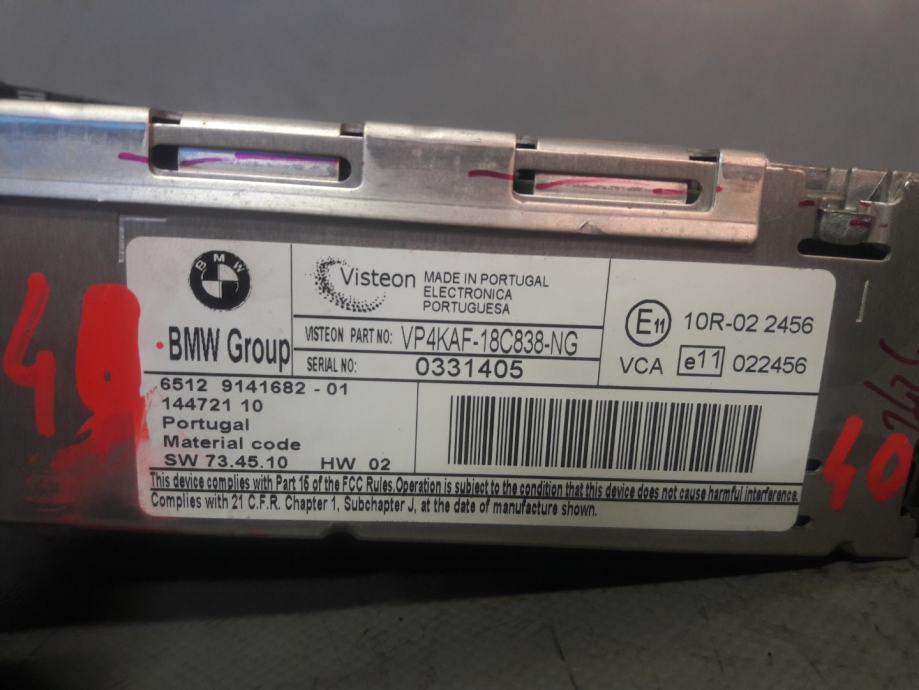 BMW
BMW Group
Visteon
MADE IN PORTUGAL
ELECTRONICA
PORTUGUESA
VISTEON PART NO: VP4KAF-18C838-NG
SERIAL NO: 0331405
E11 10R-02 2456
VCA e11 022456
6512 9141682 - 01
144721 10
Portugal
Material code
SW 73.45.10 HW 02
This device complies with Part 15 of the FCC Rules.Operation is subject to the condition that this device does not cause harmful interference.
Complies with 21 C.F.R. Chapter 1, Subchapter J, at the date of manufacture shown.
40
40